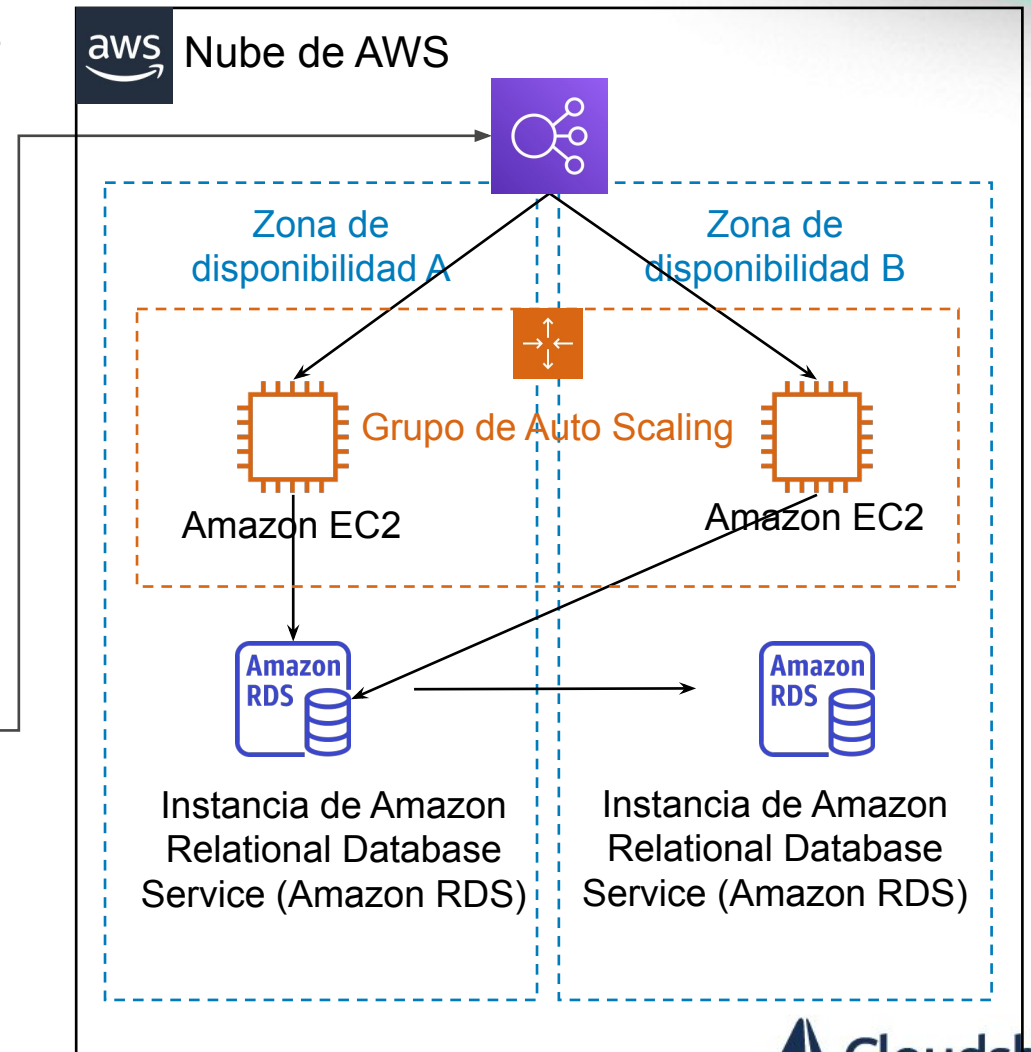 aws Nube de AWS
Zona de
disponibilidad A
Zona de
disponibilidad B
Grupo de Auto Scaling
Amazon EC2
Amazon EC2
Amazon
RDS
Amazon
RDS
Instancia de Amazon
Relational Database
Service (Amazon RDS)
Instancia de Amazon
Relational Database
Service (Amazon RDS)